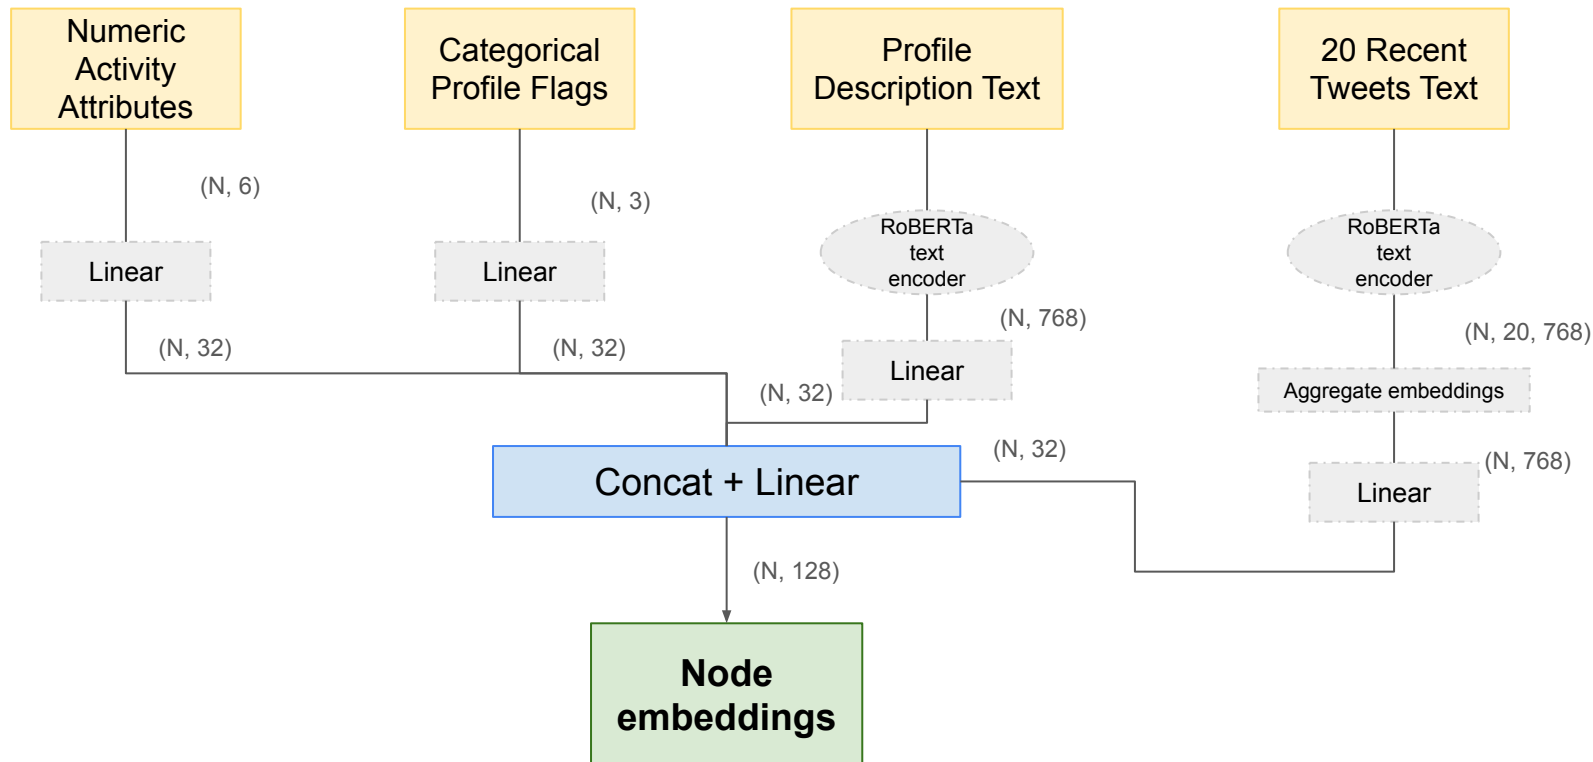 Numeric
Activity
Attributes
Categorical
Profile Flags
Profile
Description Text
20 Recent
Tweets Text
(N, 6)
(N, 3)
RoBERTa
text
encoder
RoBERTa
text
encoder
Linear
Linear
(N, 768)
(N, 20, 768)
(N, 32)
(N, 32)
Linear
Aggregate embeddings
(N, 32)
(N, 32)
(N, 768)
Concat + Linear
Linear
(N, 128)
Node
embeddings